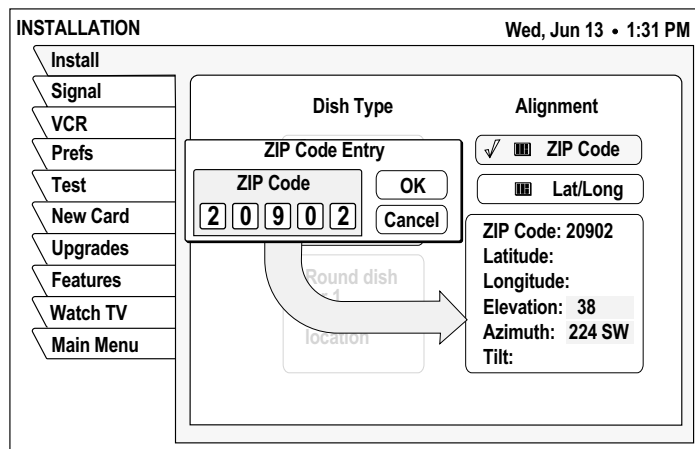 INSTALLATION
Wed, Jun 13 • 1:31 PM
Install
Signal
VCR
Prefs
Test
New Card
Upgrades
Features
Watch TV
Main Menu
Dish Type
Alignment
ZIP Code Entry
ZIP Code
2 0 9 0 2
OK
Cancel
Round dish
location
ZIP Code
Lat/Long
ZIP Code: 20902
Latitude:
Longitude:
Elevation: 38
Azimuth: 224 SW
Tilt: